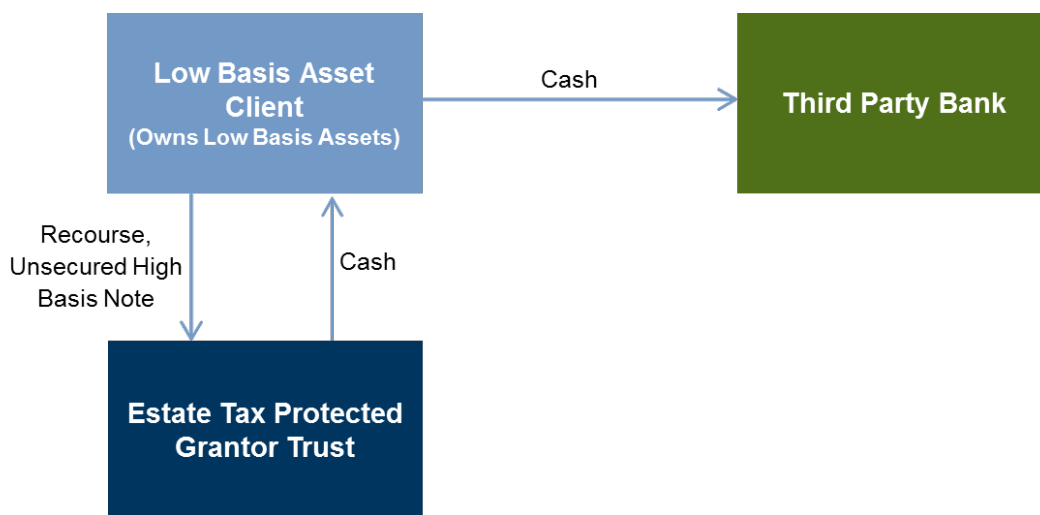 Low Basis Asset
Client
(Owns Low Basis Assets)
Cash
Third Party Bank
Recourse,
Unsecured High
Basis Note
Cash
Estate Tax Protected
Grantor Trust